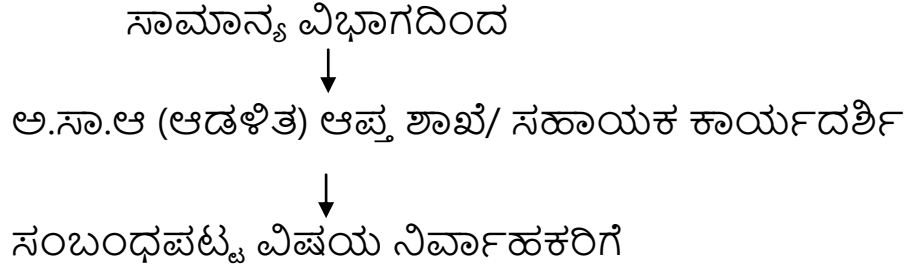 ಸಾಮಾನ್ಯ ವಿಭಾಗದಿಂದ
ಅ.ಸಾ.ಆ (ಆಡಳಿತ) ಆಪ್ತ ಶಾಖೆ/ ಸಹಾಯಕ ಕಾರ್ಯದರ್ಶಿ
ಸಂಬಂಧಪಟ್ಟ ವಿಷಯ ನಿರ್ವಾಹಕರಿಗೆ